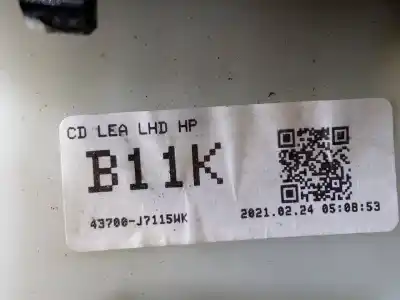 CD LEA LHD HP
B11K
43700-J7115WK
2021.02.24 05:08:53